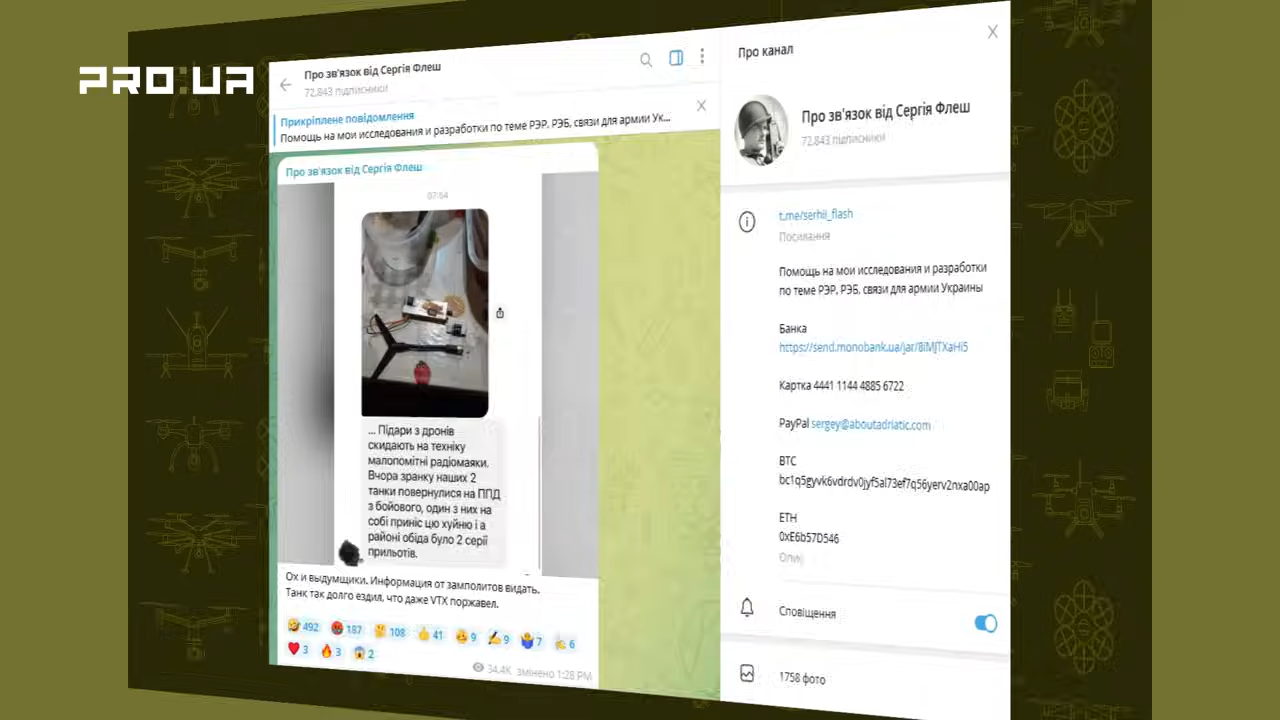 PRO:UA
Про зв'язок від Сергія Флеш
72,843 підписники
Прикріплене повідомлення
Помощь на мои исследования и разработки по теме РЭР, РЭБ, связи для армии Ук...
Про зв'язок від Сергія Флеш
07:54
... Підари з дронів
скидають на техніку
малопомітні радіомаяки.
Вчора зранку наших 2
танки повернулися на ППД
з бойового, один з них на
собі приніс цю хуйню і а
районі обіда було 2 серії
прильотів.
Ох и выдумщики. Информация от замполитов видать.
Танк так долго ездил, что даже VTX поржавел.
492 187 108 41 9 9 7 6
3 3 2
34.4K змінено 1:28 PM
Про канал
Про зв'язок від Сергія Флеш
72,843 підписники
t.me/serhii_flash
Посилання
Помощь на мои исследования и разработки
по теме РЭР, РЭБ, связи для армии Украины
Банка
https://send.monobank.ua/jar/8iMJTXaHi5
Картка 4441 1144 4885 6722
PayPal sergey@aboutadriatic.com
BTC
bc1q5gyvk6vdrdv0jyf5al73ef7q56yerv2nxa00ap
ETH
0xE6b57D546
Опис
Сповіщення
1758 фото